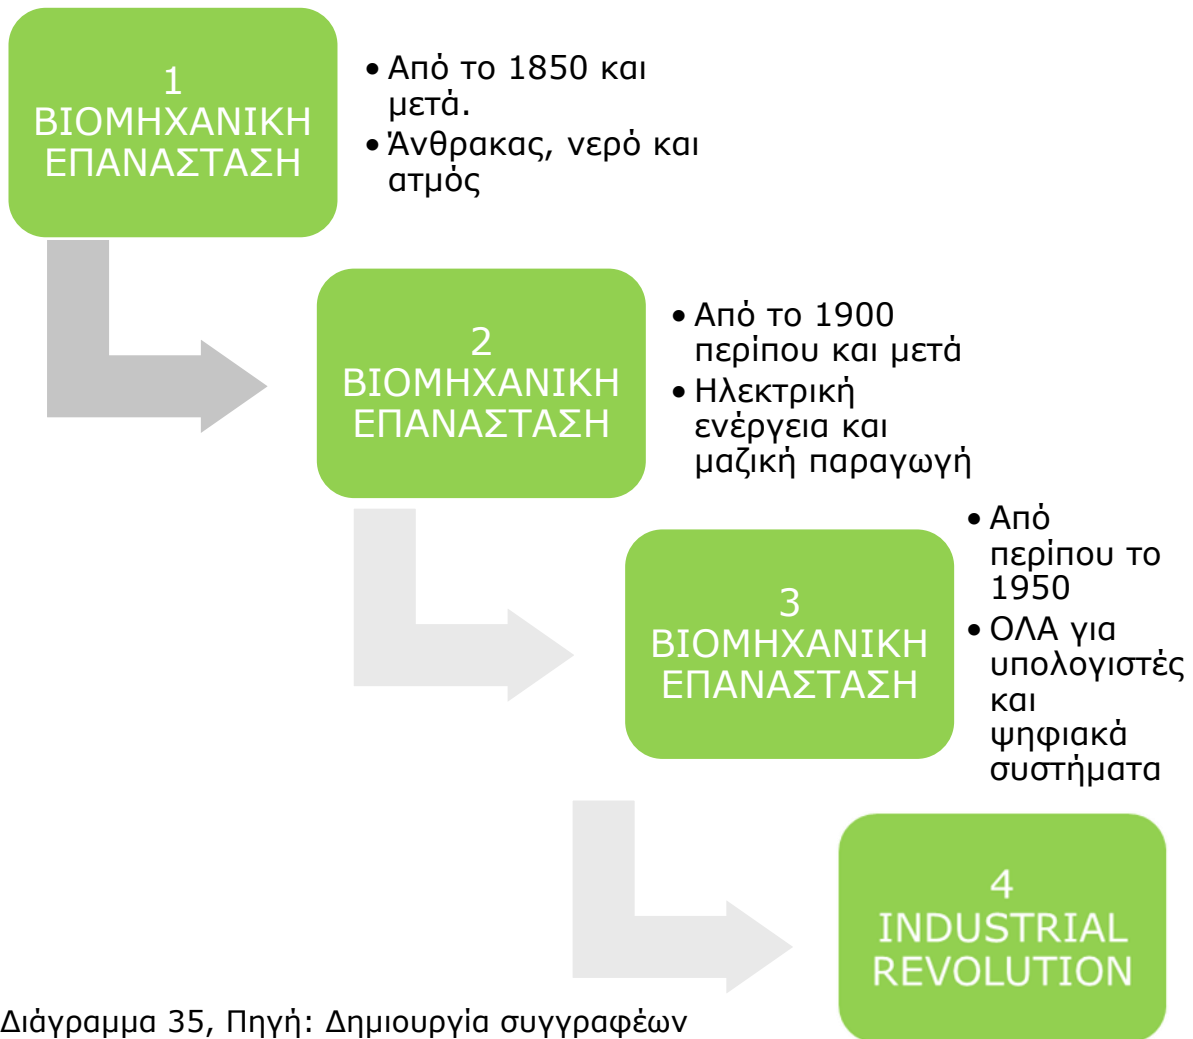 1
ΒΙΟΜΗΧΑΝΙΚΗ
ΕΠΑΝΑΣΤΑΣΗ
• Από το 1850 και
μετά.
• Άνθρακας, νερό και
ατμός
2
ΒΙΟΜΗΧΑΝΙΚΗ
ΕΠΑΝΑΣΤΑΣΗ
• Από το 1900
περίπου και μετά
• Ηλεκτρική
ενέργεια και
μαζική παραγωγή
3
ΒΙΟΜΗΧΑΝΙΚΗ
ΕΠΑΝΑΣΤΑΣΗ
• Από
περίπου το
1950
• ΟΛΑ για
υπολογιστές
και
ψηφιακά
συστήματα
4
INDUSTRIAL
REVOLUTION
Διάγραμμα 35, Πηγή: Δημιουργία συγγραφέων